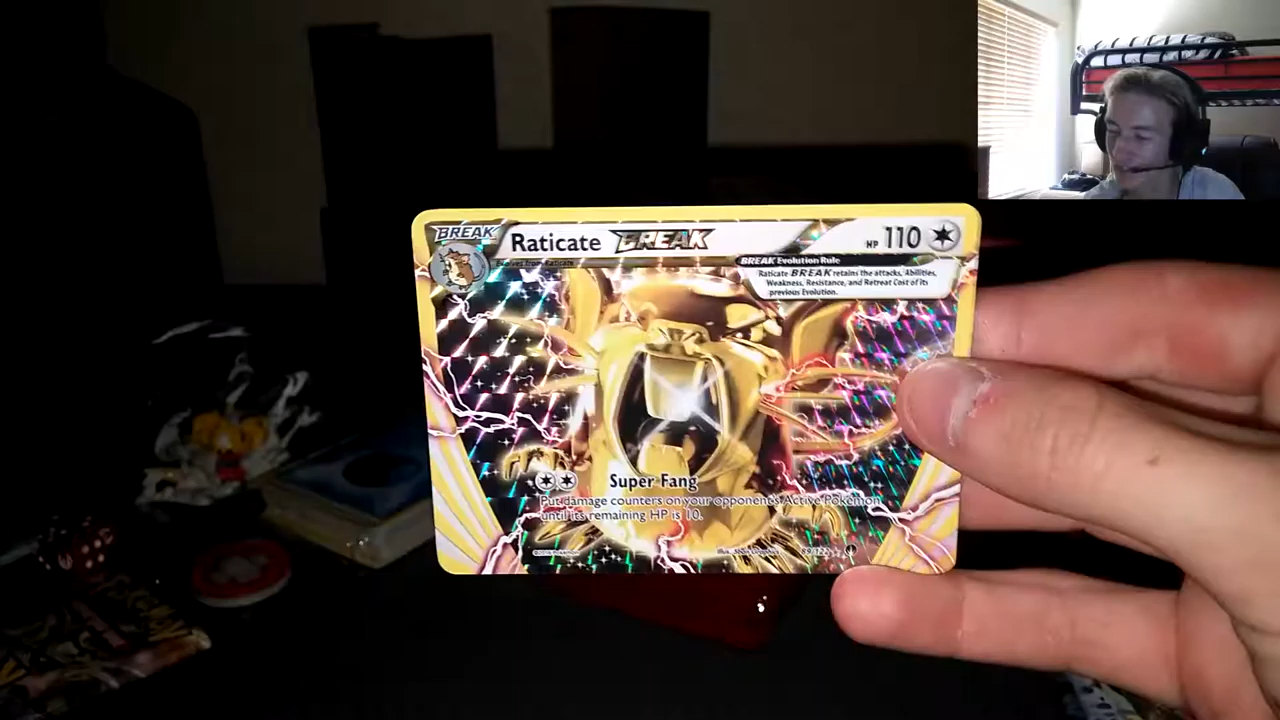 BREAK
Raticate BREAK
HP 110
BREAK Evolution Rule
Raticate BREAK retains the attacks, Abilities,
Weakness, Resistance, and Retreat Cost of its
previous Evolution.
Super Fang
Put damage counters on your opponent's Active Pokémon
until its remaining HP is 10.
89/122